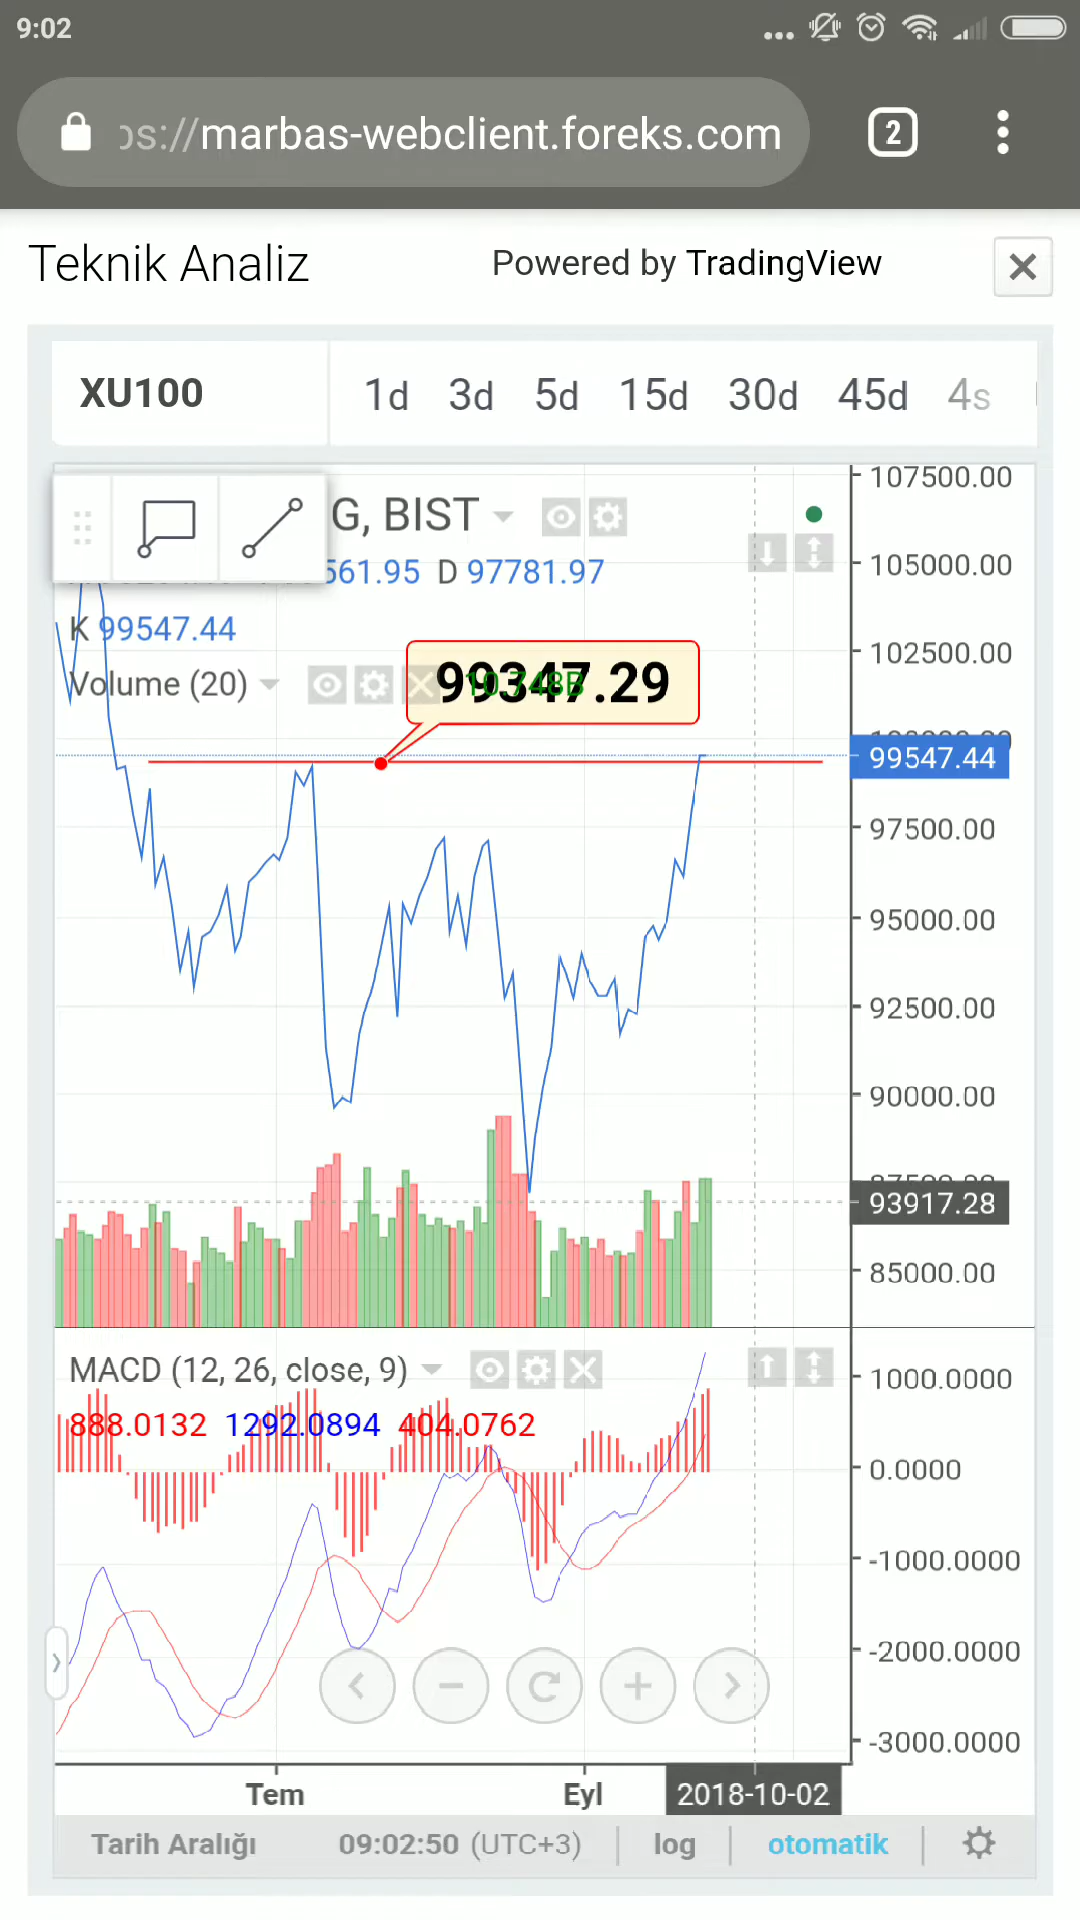 9:02
ps://marbas-webclient.foreks.com
2
Teknik Analiz
Powered by TradingView
XU100
1d 3d 5d 15d 30d 45d 4s
G, BIST
561.95 D 97781.97
K 99547.44
Volume (20) 10.748B
99347.29
107500.00
105000.00
102500.00
99547.44
97500.00
95000.00
92500.00
90000.00
93917.28
85000.00
MACD (12, 26, close, 9)
888.0132 1292.0894 404.0762
1000.0000
0.0000
-1000.0000
-2000.0000
-3000.0000
Tem Eyl 2018-10-02
Tarih Aralığı 09:02:50 (UTC+3) log otomatik